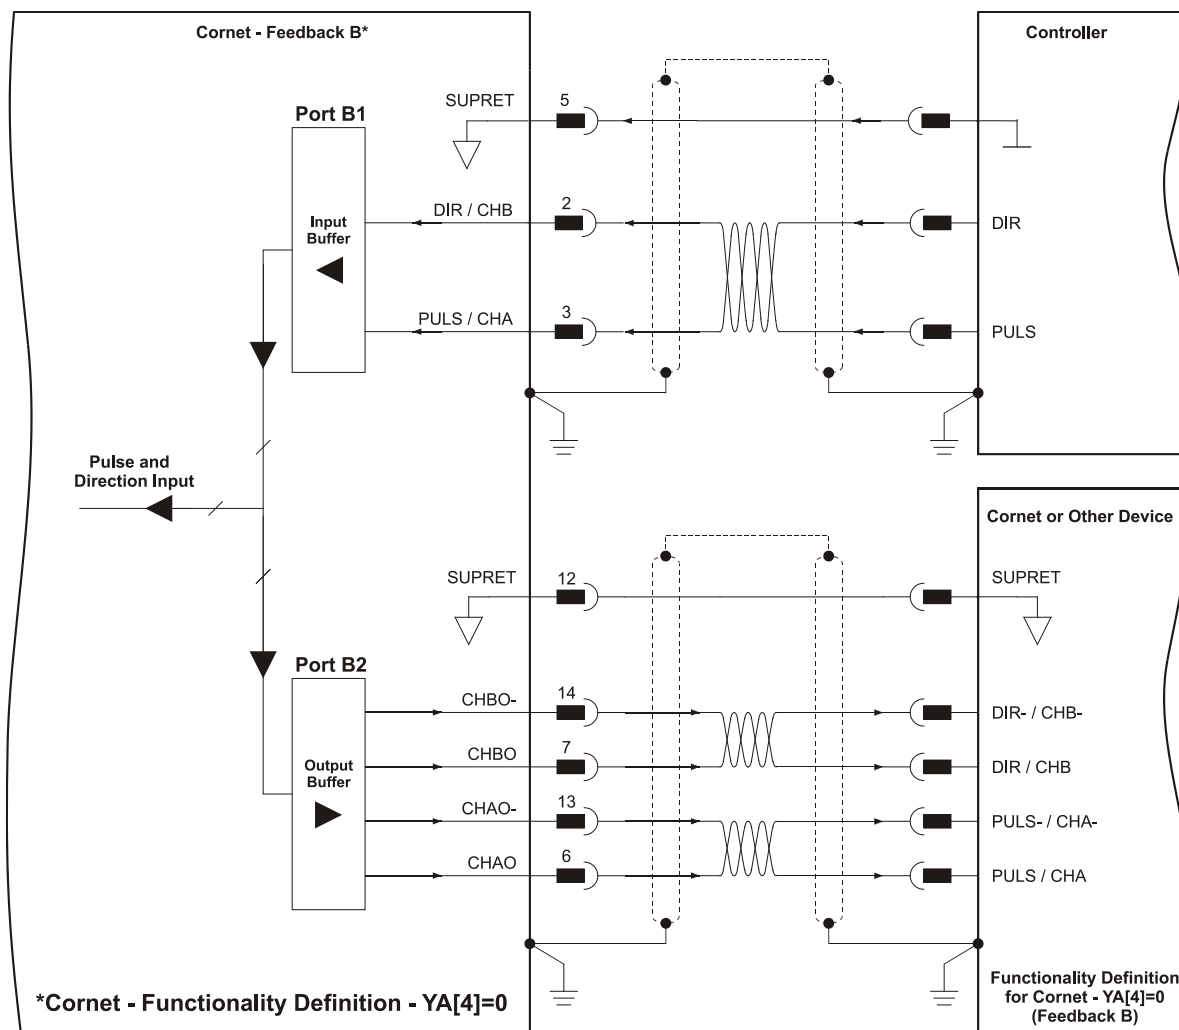 Cornet - Feedback B*
Controller
SUPRET
5
Port B1
DIR / CHB
2
Input
Buffer
DIR
PULS / CHA
3
PULS
Pulse and
Direction Input
Cornet or Other Device
SUPRET
12
SUPRET
Port B2
CHBO-
14
DIR- / CHB-
CHBO
7
DIR / CHB
Output
Buffer
CHAO-
13
PULS- / CHA-
CHAO
6
PULS / CHA
*Cornet - Functionality Definition - YA[4]=0
Functionality Definition
for Cornet - YA[4]=0
(Feedback B)